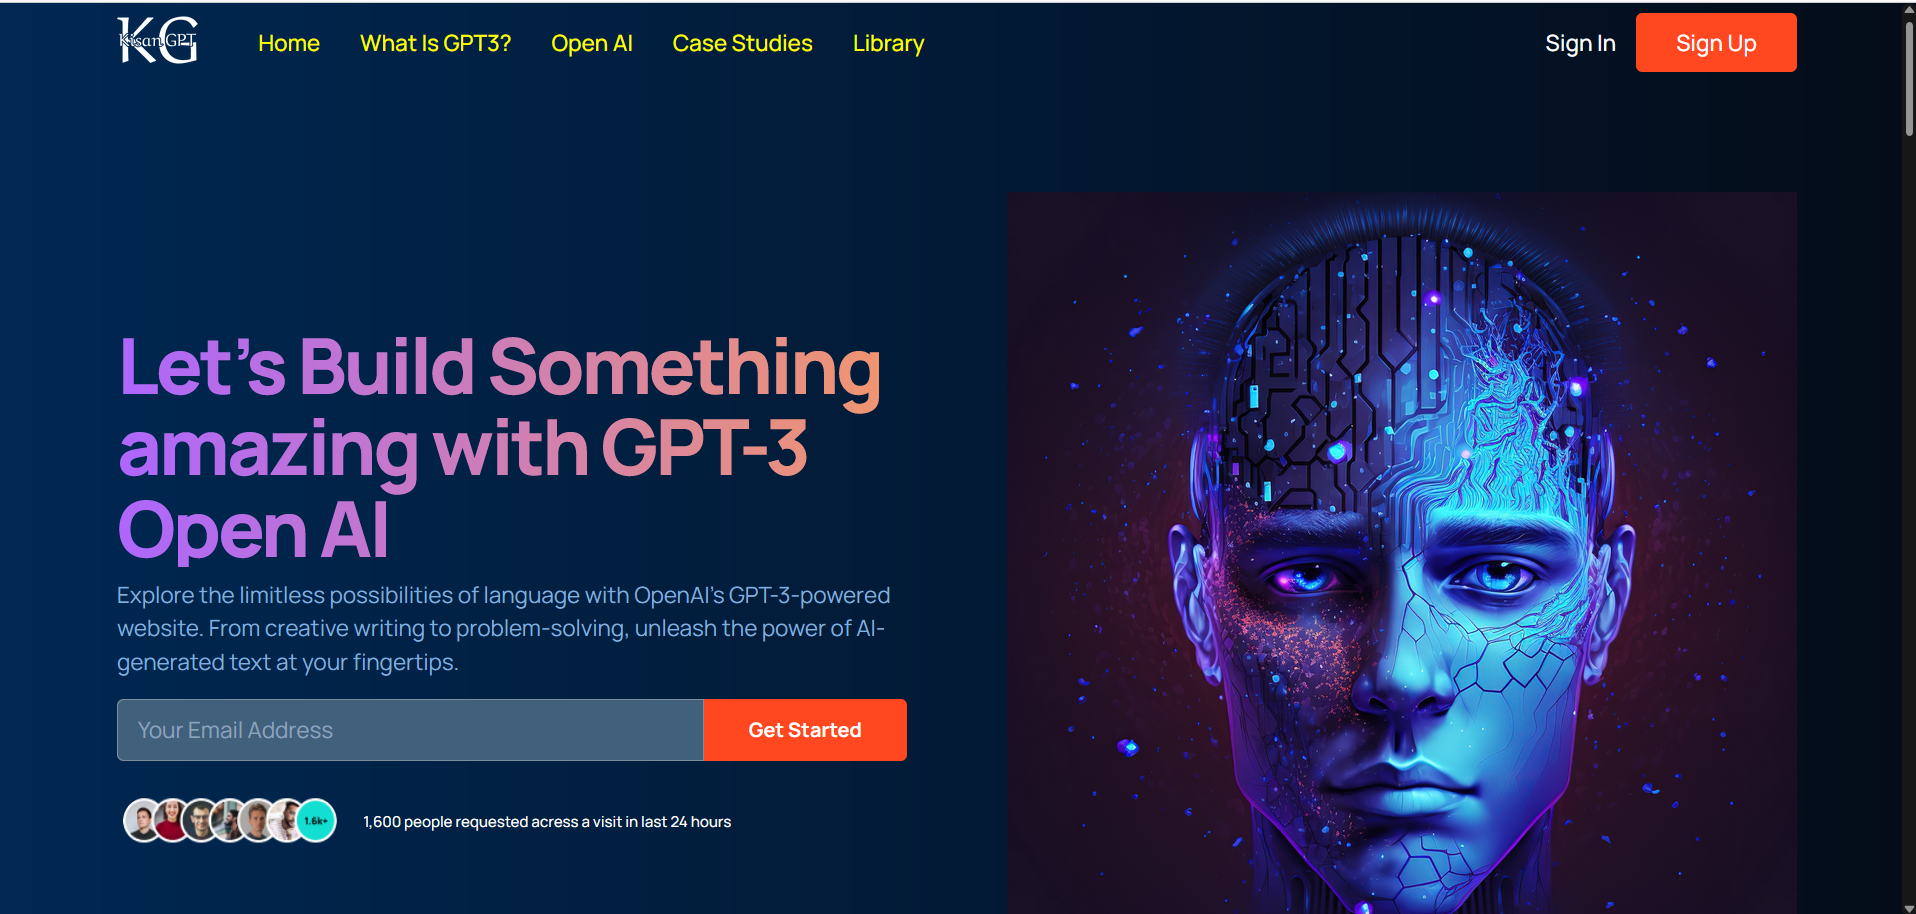 KG
KisanGPT
Home
What Is GPT3?
Open AI
Case Studies
Library
Sign In
Sign Up
Let's Build Something
amazing with GPT-3
Open AI
Explore the limitless possibilities of language with OpenAI's GPT-3-powered
website. From creative writing to problem-solving, unleash the power of AI-
generated text at your fingertips.
Your Email Address
Get Started
1.6k+
1,600 people requested acress a visit in last 24 hours